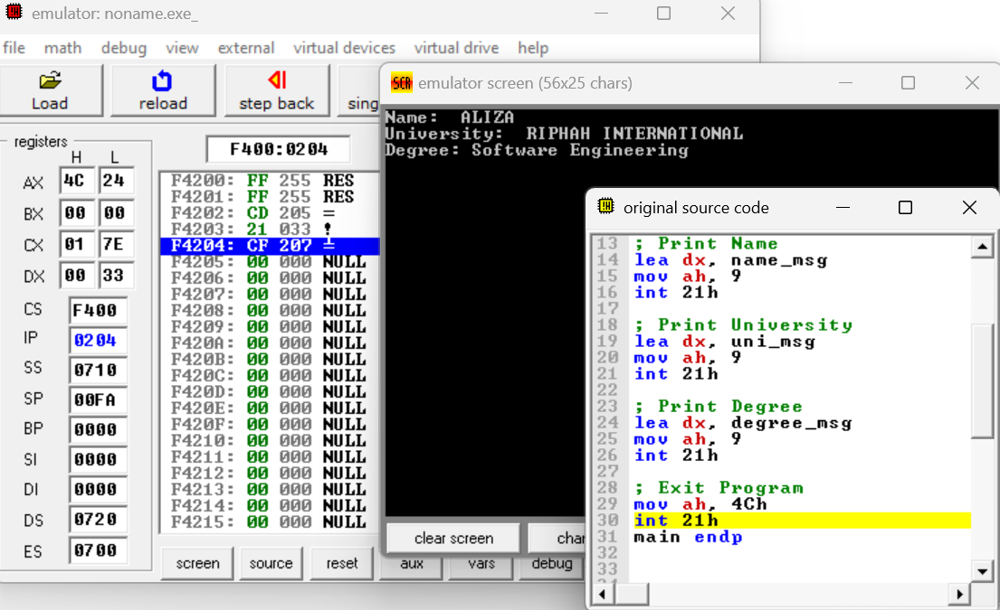 emulator: noname.exe_
file math debug view external virtual devices virtual drive help
Load reload step back sing
registers
H L
F400:0204
AX 4C 24
BX 00 00
CX 01 7E
DX 00 33
CS F400
IP 0204
SS 0710
SP 00FA
BP 0000
SI 0000
DI 0000
DS 0720
ES 0700
F4200: FF 255 RES
F4201: FF 255 RES
F4202: CD 205 =
F4203: 21 033 !
F4204: CF 207 ╧
F4205: 00 000 NULL
F4206: 00 000 NULL
F4207: 00 000 NULL
F4208: 00 000 NULL
F4209: 00 000 NULL
F420A: 00 000 NULL
F420B: 00 000 NULL
F420C: 00 000 NULL
F420D: 00 000 NULL
F420E: 00 000 NULL
F420F: 00 000 NULL
F4210: 00 000 NULL
F4211: 00 000 NULL
F4212: 00 000 NULL
F4213: 00 000 NULL
F4214: 00 000 NULL
F4215: 00 000 NULL
screen source reset aux vars debug
SCR emulator screen (56x25 chars)
Name:  ALIZA
University:  RIPHAH INTERNATIONAL
Degree: Software Engineering
clear screen char
original source code
13 ; Print Name
14 lea dx, name_msg
15 mov ah, 9
16 int 21h
17
18 ; Print University
19 lea dx, uni_msg
20 mov ah, 9
21 int 21h
22
23 ; Print Degree
24 lea dx, degree_msg
25 mov ah, 9
26 int 21h
27
28 ; Exit Program
29 mov ah, 4Ch
30 int 21h
31 main endp
32
33